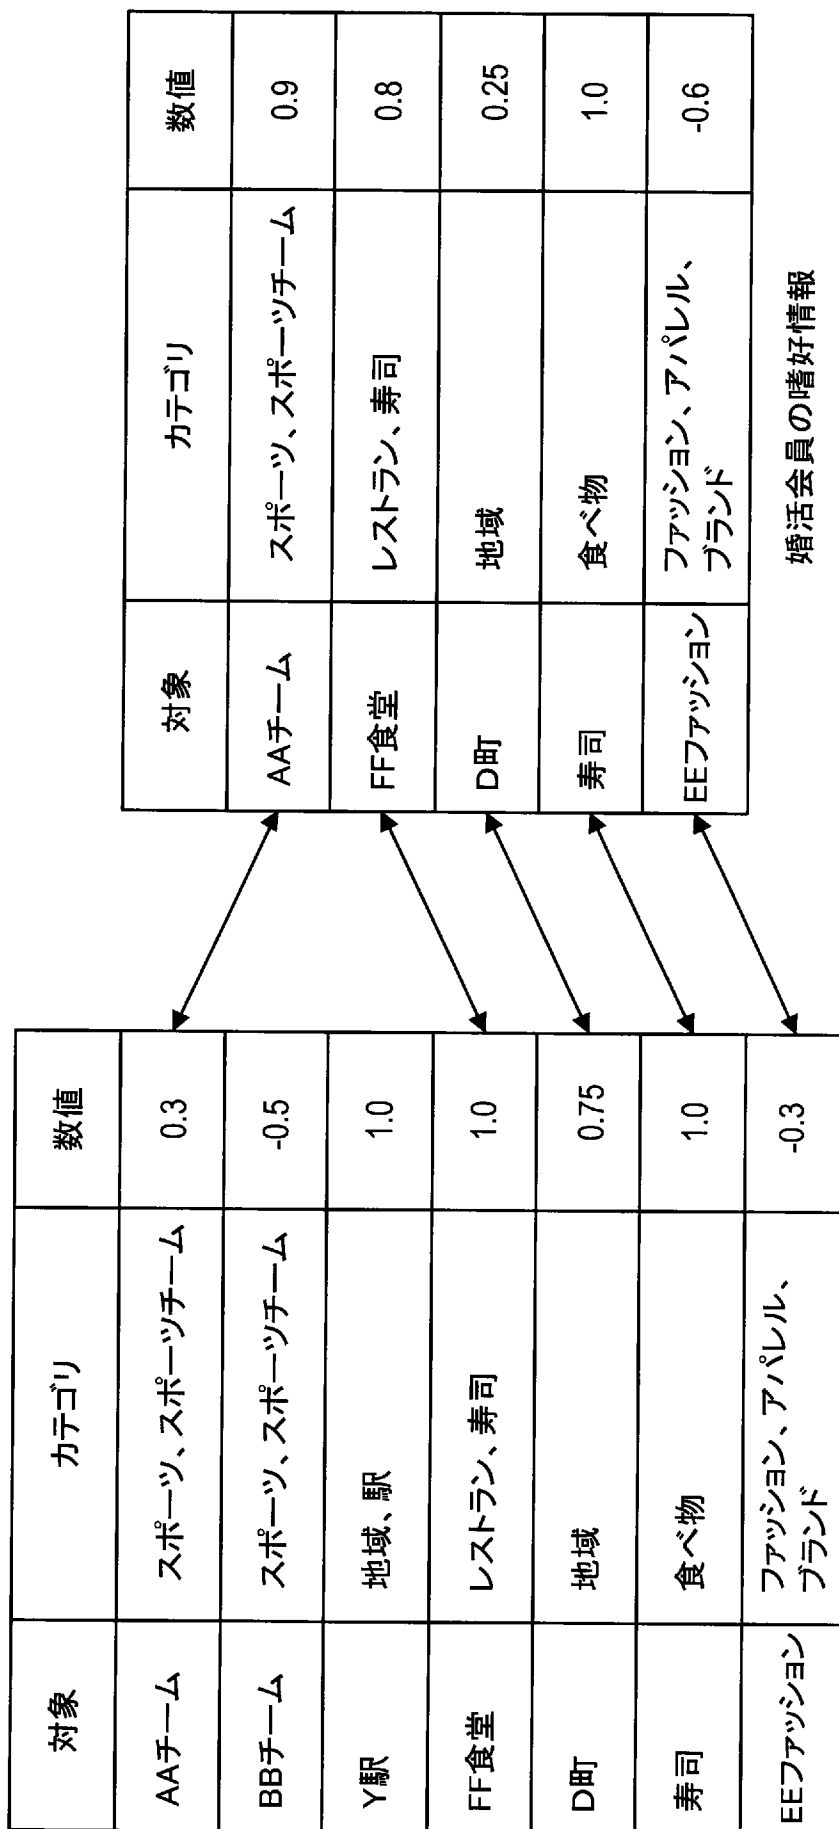 対象 カテゴリ 数値
AAチーム スポーツ、スポーツチーム 0.3
BBチーム スポーツ、スポーツチーム -0.5
Y駅 地域、駅 1.0
FF食堂 レストラン、寿司 1.0
D町 地域 0.75
寿司 食べ物 1.0
EEファッション ファッション、アパレル、
ブランド -0.3
対象 カテゴリ 数値
AAチーム スポーツ、スポーツチーム 0.9
FF食堂 レストラン、寿司 0.8
D町 地域 0.25
寿司 食べ物 1.0
EEファッション ファッション、アパレル、
ブランド -0.6
婚活会員の嗜好情報